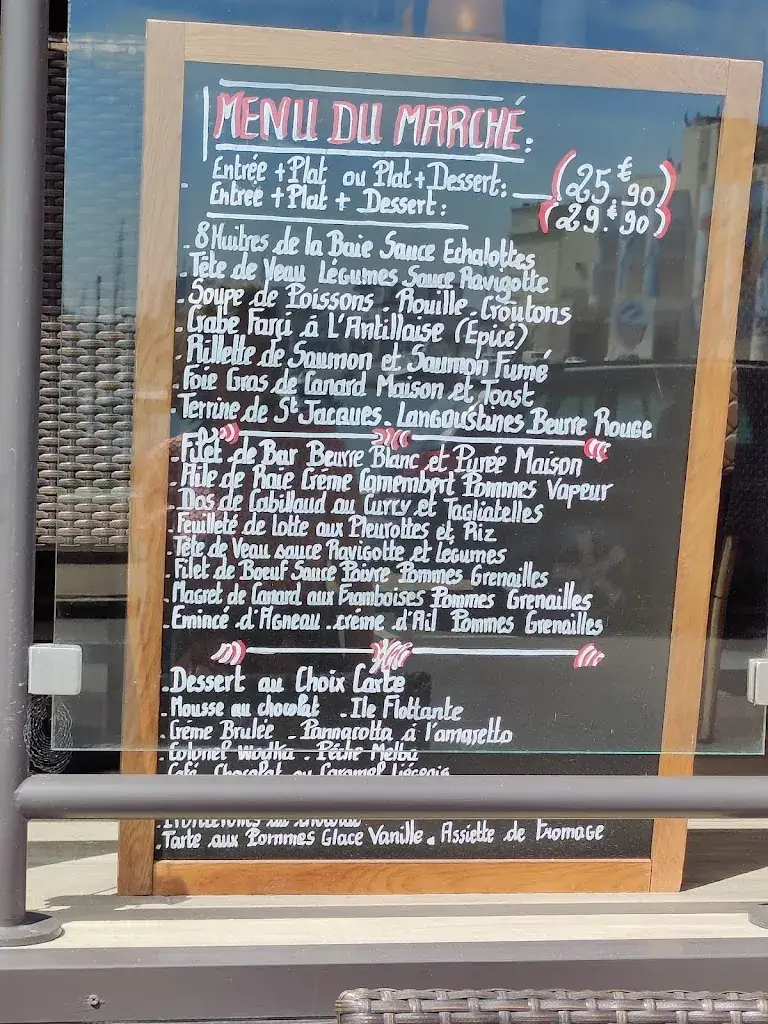 MENU DU MARCHÉ:
Entrée + Plat ou Plat + Dessert: (25.€90)
Entrée + Plat + Dessert: (29.€90)
. 8 Huitres de la Baie Sauce Echalottes
. Tête de Veau Légumes Sauce Ravigotte
. Soupe de Poissons . Rouille . Croutons
. Crabe Farçi à L'Antillaise (Epicé)
. Rillette de Saumon et Saumon Fumé
. Foie Gras de Canard Maison et Toast
. Terrine de St Jacques, Langoustines Beurre Rouge
. Filet de Bar Beurre Blanc et Purée Maison
. Aile de Raie Crème Camembert Pommes Vapeur
. Dos de Cabillaud au Curry et Tagliatelles
. Feuilleté de Lotte aux Pleurottes et Riz
. Tête de Veau sauce Ravigotte et Legumes
. Filet de Boeuf Sauce Poivre Pommes Grenailles
. Magret de Canard aux Framboises Pommes Grenailles
. Emincé d'Agneau . crème d'Ail Pommes Grenailles
. Dessert au Choix Carte
. Mousse au chocolat . Ile Flottante
. Crème Brulée . Pannacotta à l'amaretto
. Colonel Wodka . Pêche Melba
. Café, Chocolat ou Caramel Liégeois
. Tarte aux Pommes Glace Vanille . Assiette de Fromage